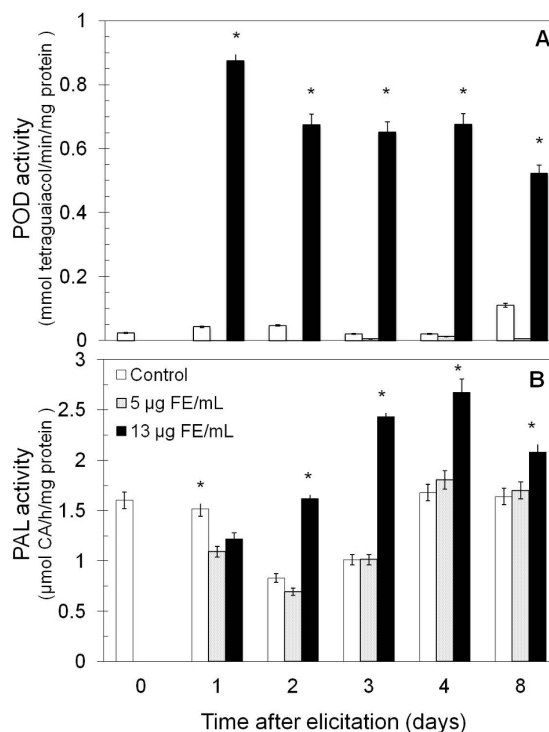 A
1
0.8
0.6
0.4
0.2
0
POD activity
(mmol tetraguaiacol/min/mg protein)
* * * * *
B
Control
5 µg FE/mL
13 µg FE/mL
3
2.5
2
1.5
1
0.5
0
PAL activity
(µmol CA/h/mg protein)
* * * * *
0 1 2 3 4 8
Time after elicitation (days)